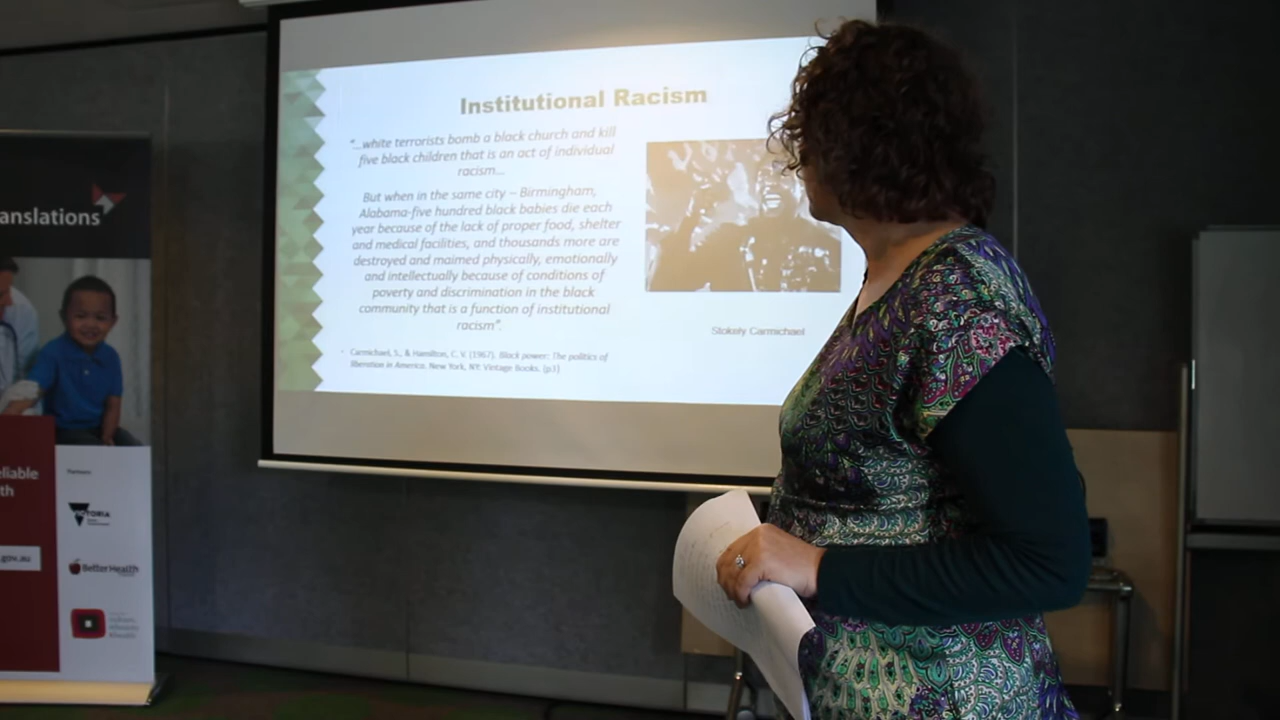 Institutional Racism
"...white terrorists bomb a black church and kill
five black children that is an act of individual
racism...
But when in the same city -- Birmingham,
Alabama-five hundred black babies die each
year because of the lack of proper food, shelter
and medical facilities, and thousands more are
destroyed and maimed physically, emotionally
and intellectually because of conditions of
poverty and discrimination in the black
community that is a function of institutional
racism".
Stokely Carmichael
Carmichael, S., & Hamilton, C. V. (1967). Black power: The politics of
liberation in America. New York, NY: Vintage Books. (p3)
anslations
eliable
th
.gov.au
Partners
VICTORIA
BetterHealth